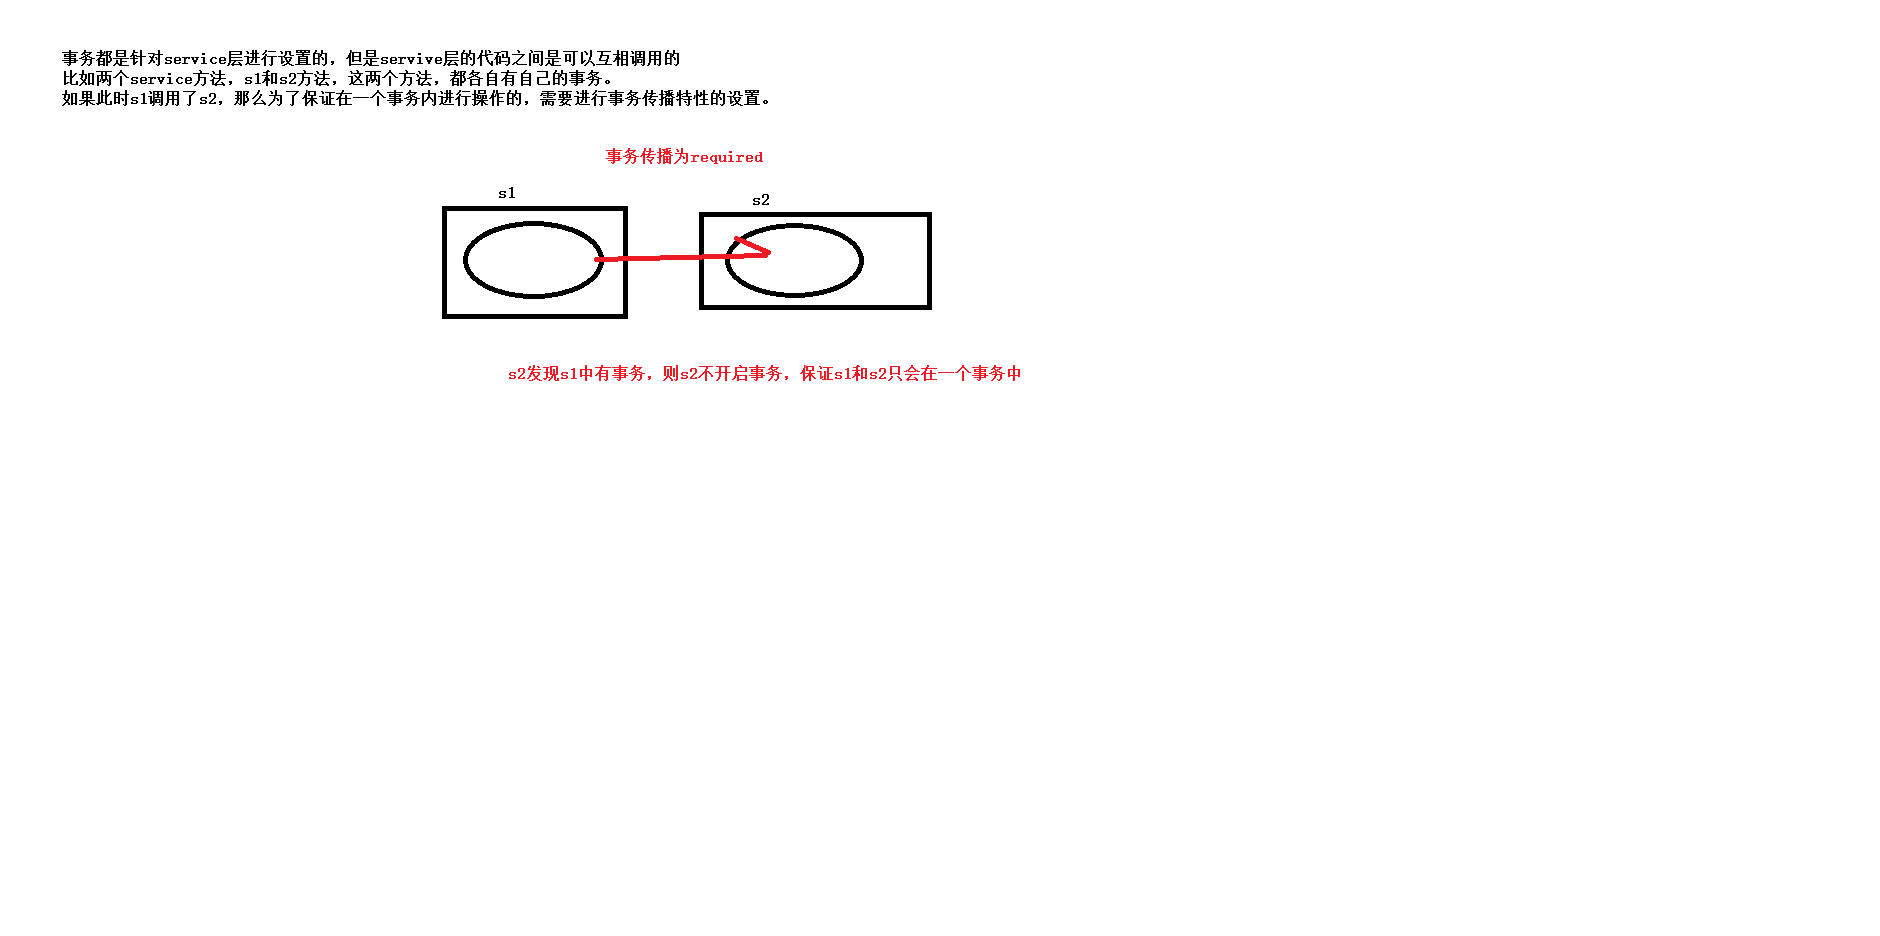 事务都是针对service层进行设置的，但是servive层的代码之间是可以互相调用的
比如两个service方法，s1和s2方法，这两个方法，都各自有自己的事务。
如果此时s1调用了s2，那么为了保证在一个事务内进行操作的，需要进行事务传播特性的设置。
事务传播为required
s1
s2
s2发现s1中有事务，则s2不开启事务，保证s1和s2只会在一个事务中